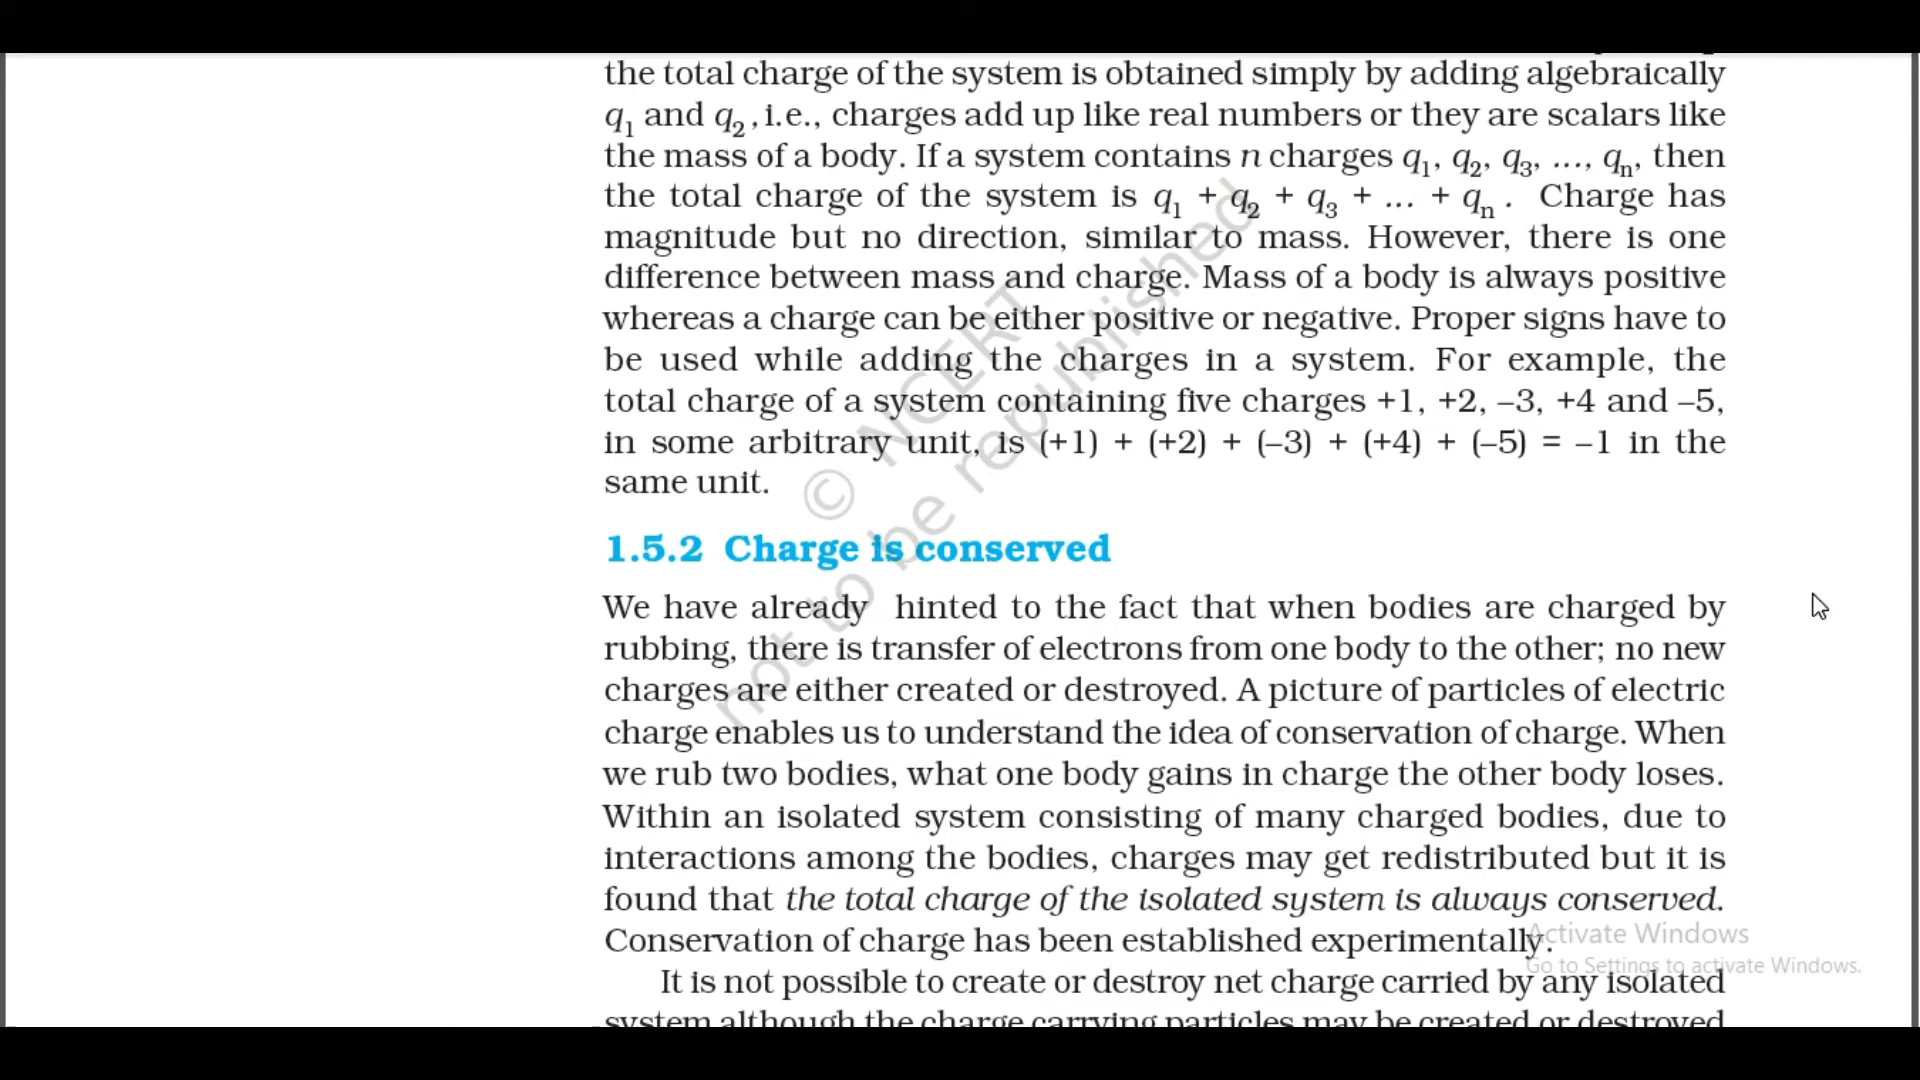 the total charge of the system is obtained simply by adding algebraically
q1 and q2 , i.e., charges add up like real numbers or they are scalars like
the mass of a body. If a system contains n charges q1, q2, q3, ..., qn, then
the total charge of the system is q1 + q2 + q3 + ... + qn . Charge has
magnitude but no direction, similar to mass. However, there is one
difference between mass and charge. Mass of a body is always positive
whereas a charge can be either positive or negative. Proper signs have to
be used while adding the charges in a system. For example, the
total charge of a system containing five charges +1, +2, –3, +4 and –5,
in some arbitrary unit, is (+1) + (+2) + (–3) + (+4) + (–5) = –1 in the
same unit.
1.5.2 Charge is conserved
We have already hinted to the fact that when bodies are charged by
rubbing, there is transfer of electrons from one body to the other; no new
charges are either created or destroyed. A picture of particles of electric
charge enables us to understand the idea of conservation of charge. When
we rub two bodies, what one body gains in charge the other body loses.
Within an isolated system consisting of many charged bodies, due to
interactions among the bodies, charges may get redistributed but it is
found that the total charge of the isolated system is always conserved.
Conservation of charge has been established experimentally.
It is not possible to create or destroy net charge carried by any isolated
system although the charge carrying particles may be created or destroyed
© NCERT
not to be republished
Activate Windows
Go to Settings to activate Windows.